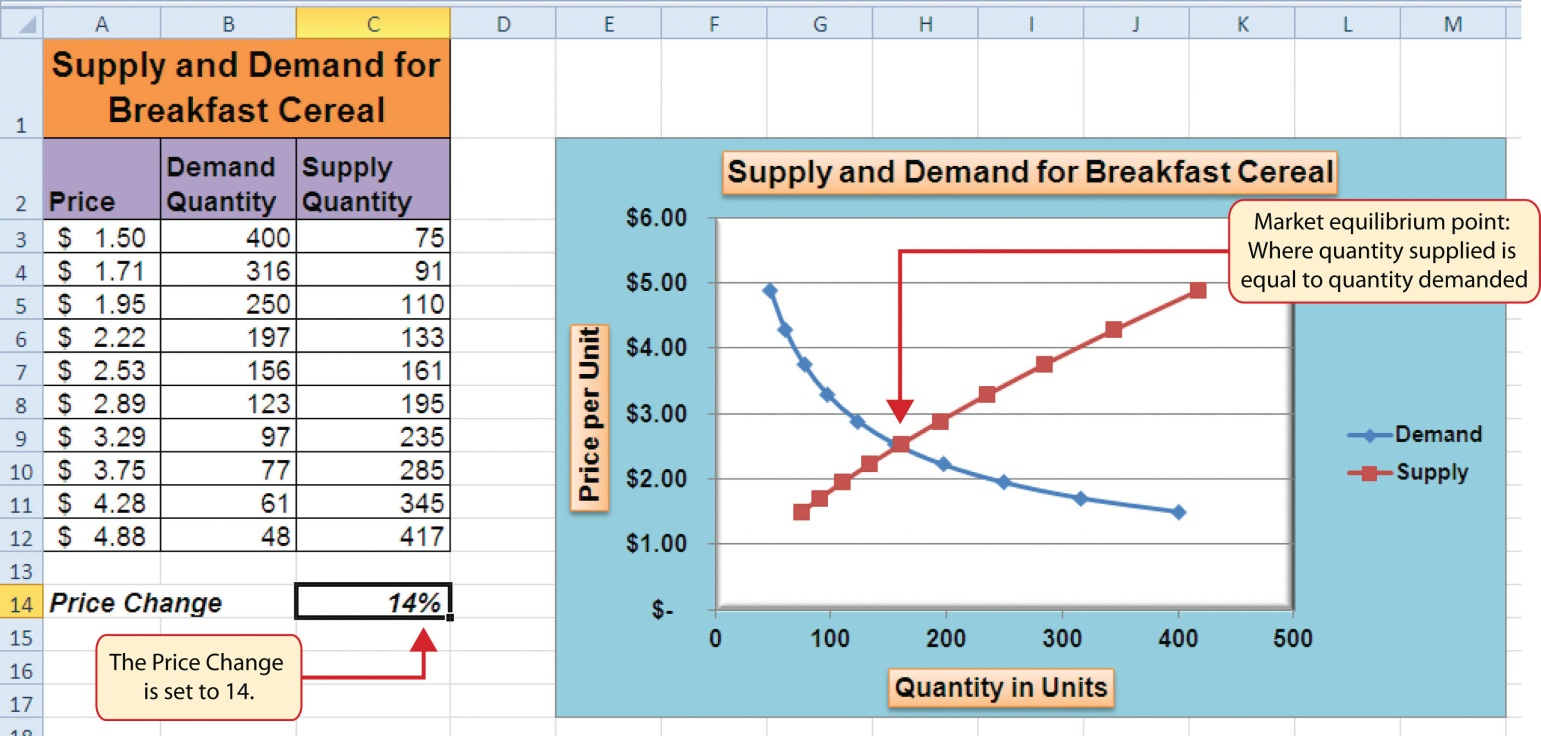 A B C D E F G H I J K L M
1 Supply and Demand for
Breakfast Cereal
2 Price Demand Quantity Supply Quantity
3 $ 1.50 400 75
4 $ 1.71 316 91
5 $ 1.95 250 110
6 $ 2.22 197 133
7 $ 2.53 156 161
8 $ 2.89 123 195
9 $ 3.29 97 235
10 $ 3.75 77 285
11 $ 4.28 61 345
12 $ 4.88 48 417
13
14 Price Change 14%
15
16
17
18
The Price Change
is set to 14.
Supply and Demand for Breakfast Cereal
Market equilibrium point:
Where quantity supplied is
equal to quantity demanded
Price per Unit
$6.00
$5.00
$4.00
$3.00
$2.00
$1.00
$-
0 100 200 300 400 500
Quantity in Units
Demand
Supply